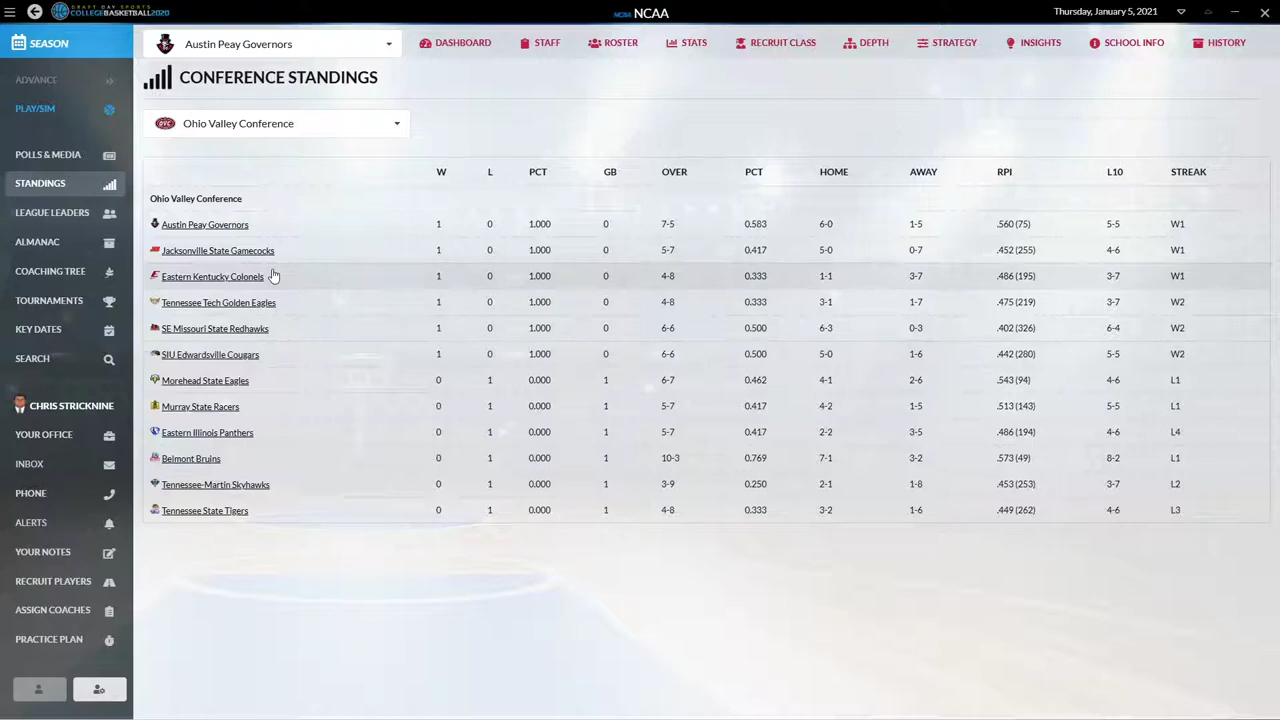 DRAFT DAY SPORTS
COLLEGE BASKETBALL 2020
NCAA NCAA
Thursday, January 5, 2021
SEASON
Austin Peay Governors
DASHBOARD STAFF ROSTER STATS RECRUIT CLASS DEPTH STRATEGY INSIGHTS SCHOOL INFO HISTORY
CONFERENCE STANDINGS
OVC Ohio Valley Conference
ADVANCE
PLAY/SIM
POLLS & MEDIA
STANDINGS
LEAGUE LEADERS
ALMANAC
COACHING TREE
TOURNAMENTS
KEY DATES
SEARCH
CHRIS STRICKNINE
YOUR OFFICE
INBOX
PHONE
ALERTS
YOUR NOTES
RECRUIT PLAYERS
ASSIGN COACHES
PRACTICE PLAN
W L PCT GB OVER PCT HOME AWAY RPI L10 STREAK
Ohio Valley Conference
Austin Peay Governors 1 0 1.000 0 7-5 0.583 6-0 1-5 .560 (75) 5-5 W1
Jacksonville State Gamecocks 1 0 1.000 0 5-7 0.417 5-0 0-7 .452 (255) 4-6 W1
Eastern Kentucky Colonels 1 0 1.000 0 4-8 0.333 1-1 3-7 .486 (195) 3-7 W1
Tennessee Tech Golden Eagles 1 0 1.000 0 4-8 0.333 3-1 1-7 .475 (219) 3-7 W2
SE Missouri State Redhawks 1 0 1.000 0 6-6 0.500 6-3 0-3 .402 (326) 6-4 W2
SIU Edwardsville Cougars 1 0 1.000 0 6-6 0.500 5-0 1-6 .442 (280) 5-5 W2
Morehead State Eagles 0 1 0.000 1 6-7 0.462 4-1 2-6 .543 (94) 4-6 L1
Murray State Racers 0 1 0.000 1 5-7 0.417 4-2 1-5 .513 (143) 5-5 L1
Eastern Illinois Panthers 0 1 0.000 1 5-7 0.417 2-2 3-5 .486 (194) 4-6 L4
Belmont Bruins 0 1 0.000 1 10-3 0.769 7-1 3-2 .573 (49) 8-2 L1
Tennessee-Martin Skyhawks 0 1 0.000 1 3-9 0.250 2-1 1-8 .453 (253) 3-7 L2
Tennessee State Tigers 0 1 0.000 1 4-8 0.333 3-2 1-6 .449 (262) 4-6 L3